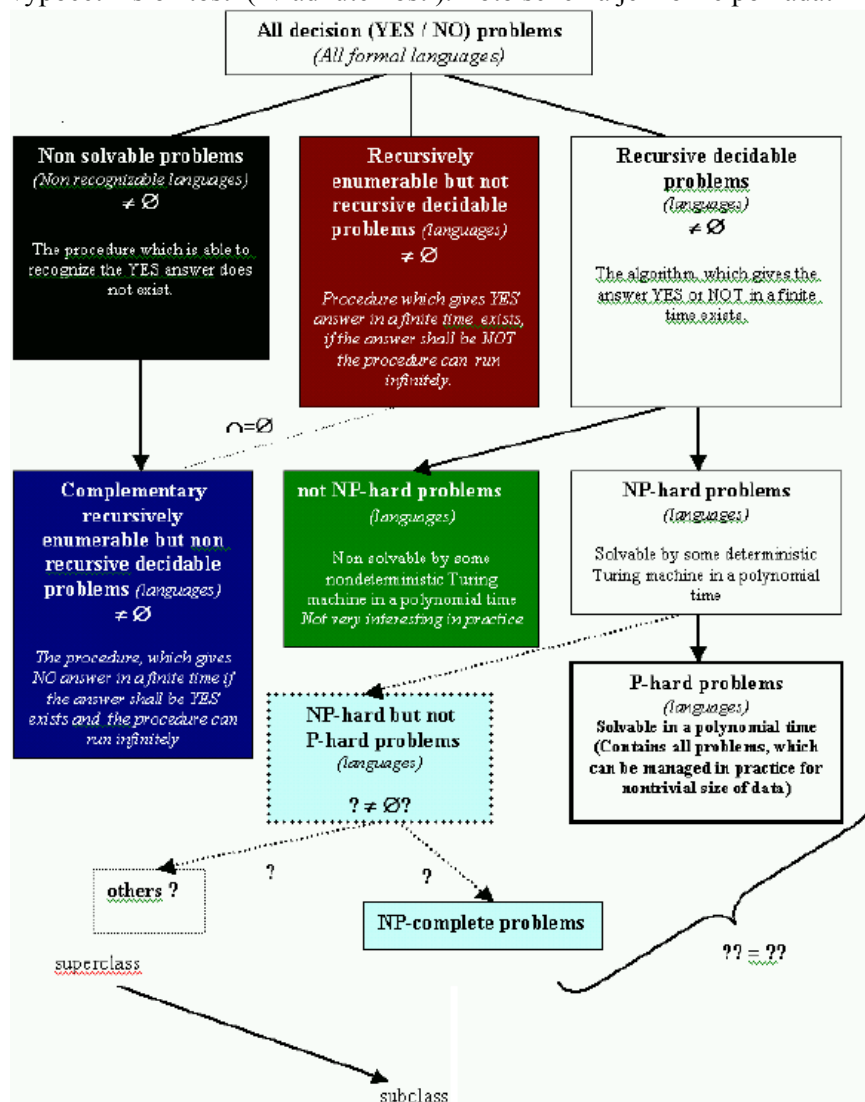 All decision (YES / NO) problems
(All formal languages)
Non solvable problems
(Non recognizable languages)
≠ Ø
The procedure which is able to
recognize the YES answer does
not exist.
Recursively
enumerable but not
recursive decidable
problems (languages)
≠ Ø
Procedure which gives YES
answer in a finite time exists,
if the answer shall be NOT
the procedure can run
infinitely.
Recursive decidable
problems
(languages)
≠ Ø
The algorithm, which gives the
answer YES or NOT in a finite
time exists.
∩=Ø
Complementary
recursively
enumerable but non
recursive decidable
problems (languages)
≠ Ø
The procedure, which gives
NO answer in a finite time if
the answer shall be YES
exists and the procedure can
run infinitely
not NP-hard problems
(languages)
Non solvable by some
nondeterministic Turing
machine in a polynomial time
Not very interesting in practice
NP-hard problems
(languages)
Solvable by some deterministic
Turing machine in a polynomial
time
NP-hard but not
P-hard problems
(languages)
? ≠ Ø?
P-hard problems
(languages)
Solvable in a polynomial time
(Contains all problems, which
can be managed in practice for
nontrivial size of data)
?
?
others ?
NP-complete problems
?? = ??
superclass
subclass